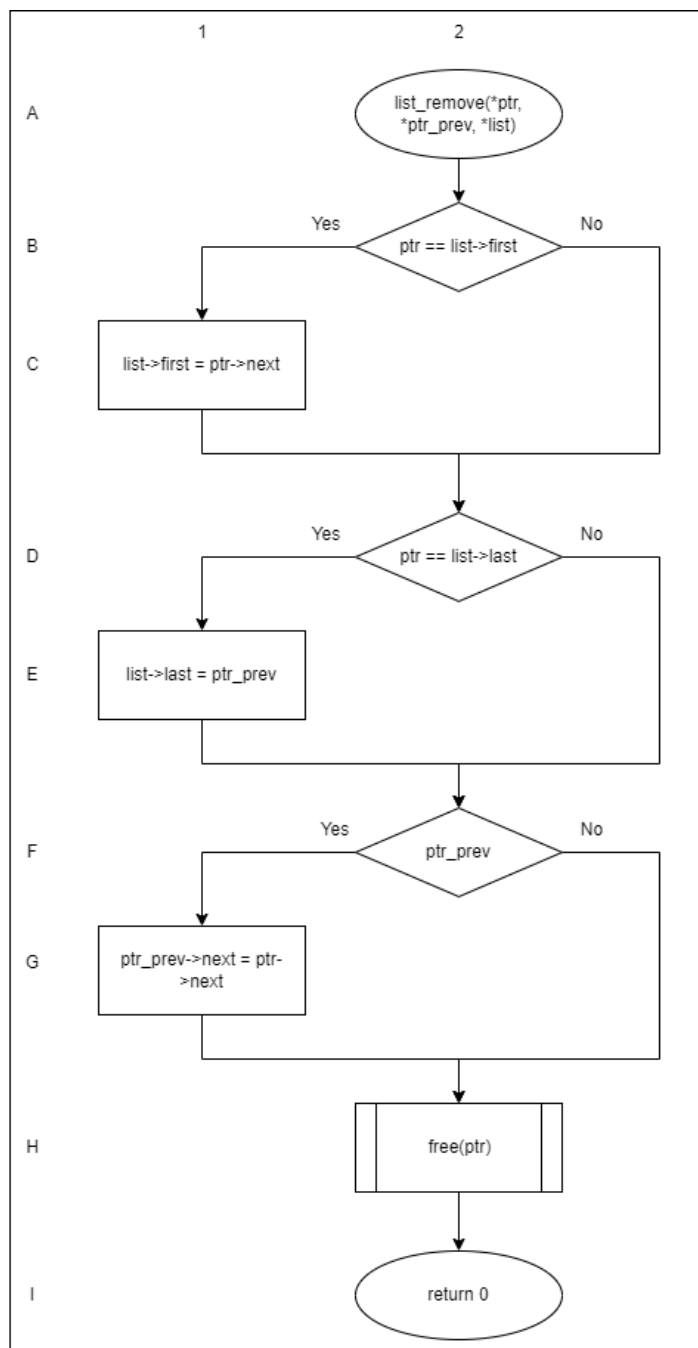 1 2
A
list_remove(*ptr,
*ptr_prev, *list)
Yes No
B
ptr == list->first
C
list->first = ptr->next
Yes No
D
ptr == list->last
E
list->last = ptr_prev
Yes No
F
ptr_prev
G
ptr_prev->next = ptr-
>next
H
free(ptr)
I
return 0